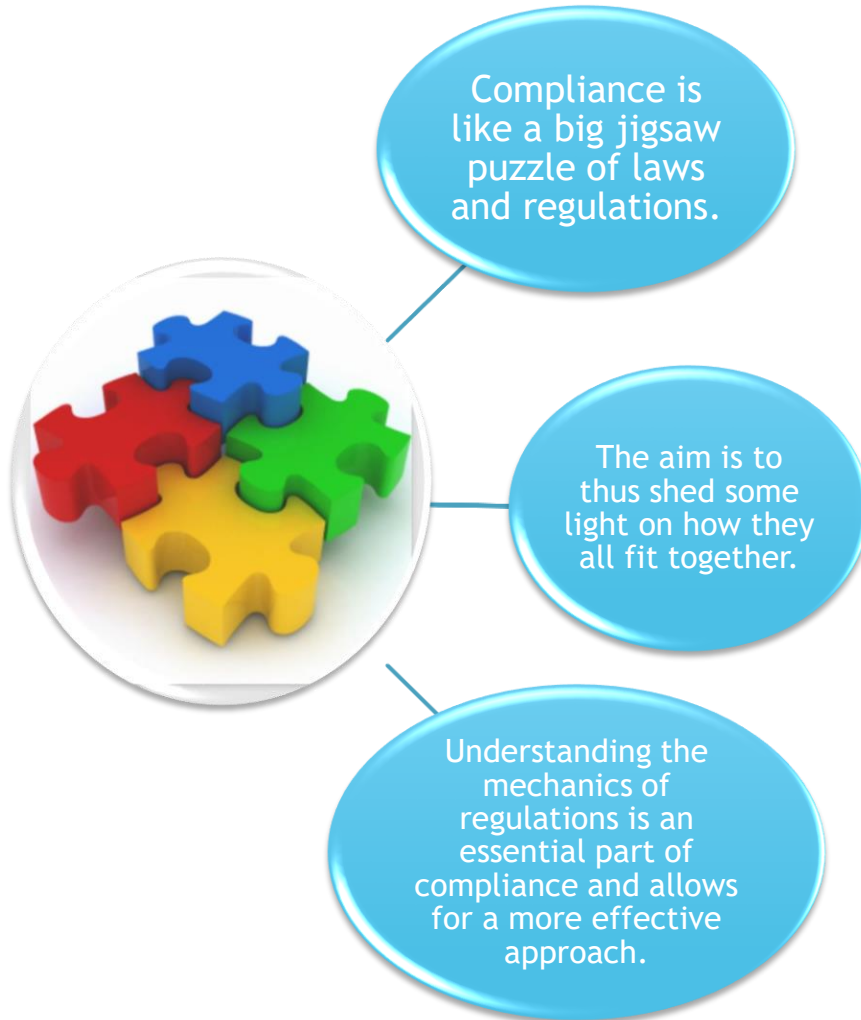 Compliance is
like a big jigsaw
puzzle of laws
and regulations.
The aim is to
thus shed some
light on how they
all fit together.
Understanding the
mechanics of
regulations is an
essential part of
compliance and allows
for a more effective
approach.